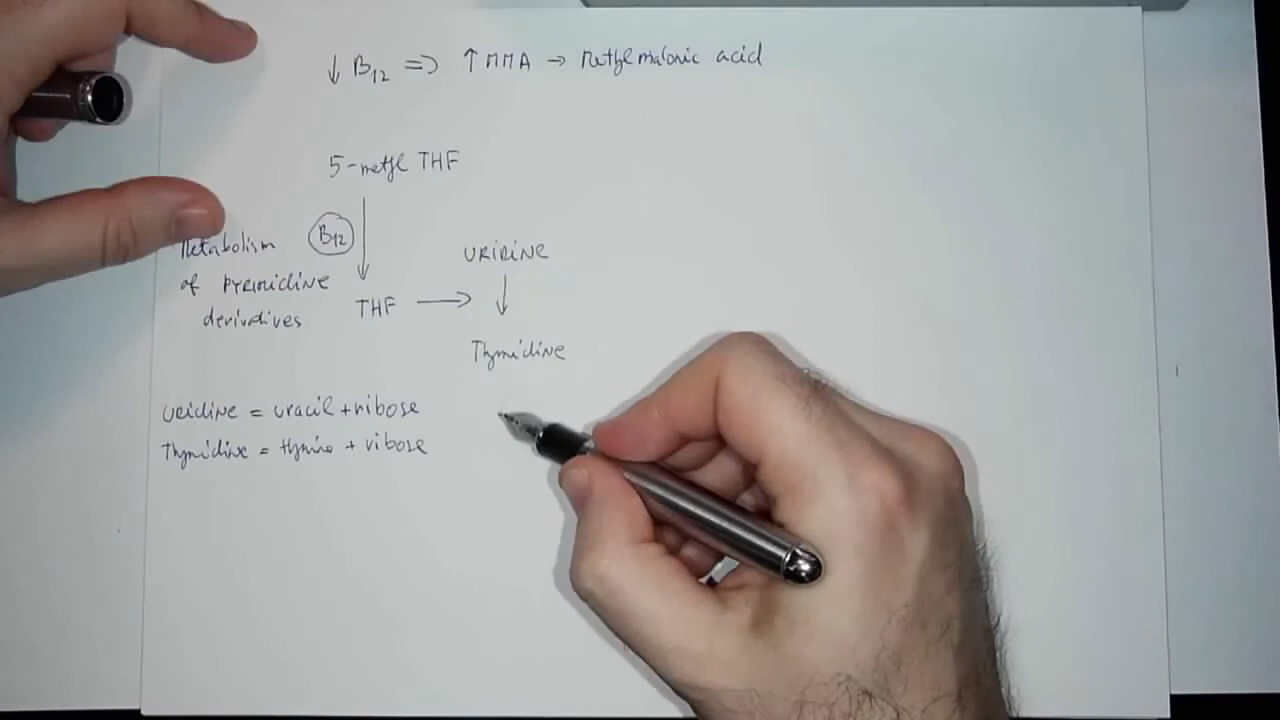 ↓ B12 => ↑ MMA → Methylmalonic acid
5-methyl THF
B12
Metabolism
of pyrimidine
derivatives
URIDINE
THF →
Thymidine
uridine = uracil + ribose
Thymidine = thymine + ribose